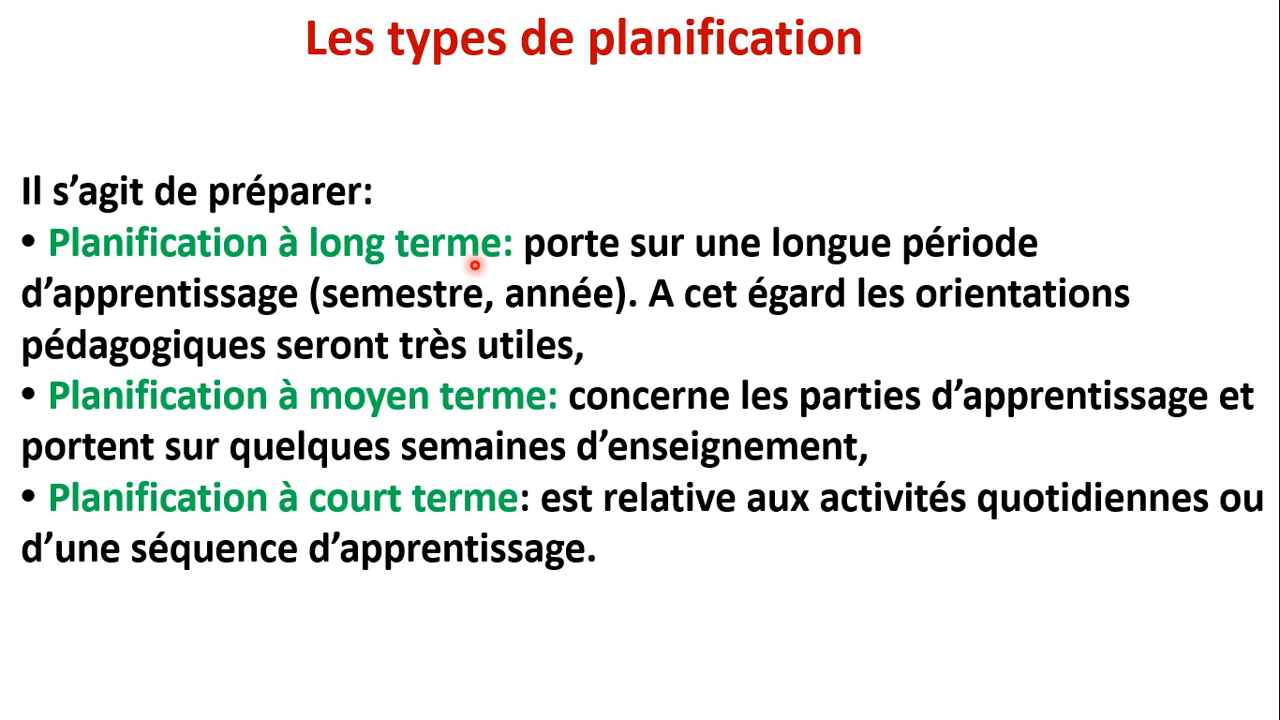 Les types de planification
Il s’agit de préparer:
• Planification à long terme: porte sur une longue période
d’apprentissage (semestre, année). A cet égard les orientations
pédagogiques seront très utiles,
• Planification à moyen terme: concerne les parties d’apprentissage et
portent sur quelques semaines d’enseignement,
• Planification à court terme: est relative aux activités quotidiennes ou
d’une séquence d’apprentissage.